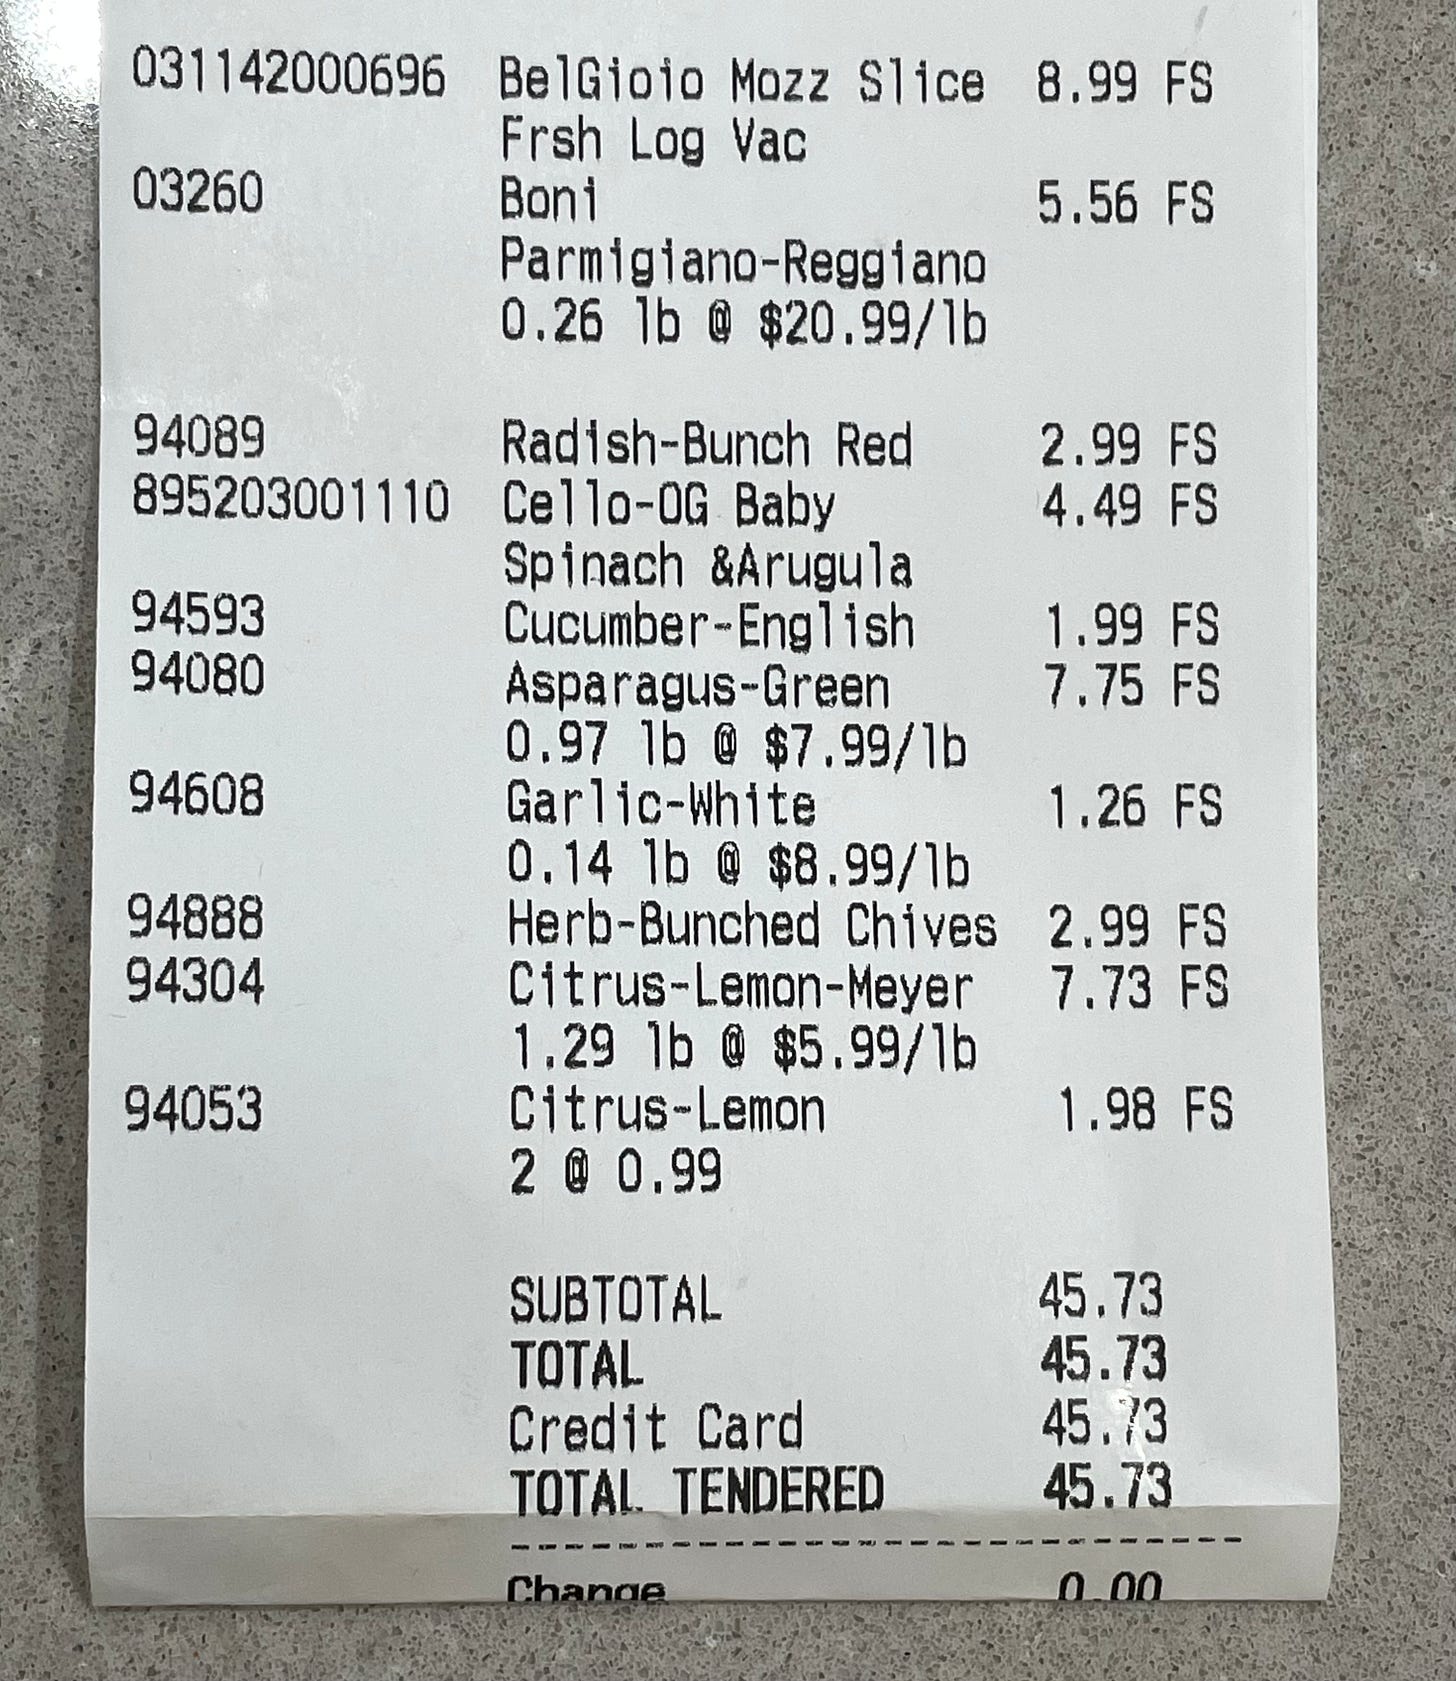 031142000696 BelGioio Mozz Slice 8.99 FS
Frsh Log Vac
03260 Boni 5.56 FS
Parmigiano-Reggiano
0.26 lb @ $20.99/lb
94089 Radish-Bunch Red 2.99 FS
895203001110 Cello-OG Baby 4.49 FS
Spinach &Arugula
94593 Cucumber-English 1.99 FS
94080 Asparagus-Green 7.75 FS
0.97 lb @ $7.99/lb
94608 Garlic-White 1.26 FS
0.14 lb @ $8.99/lb
94888 Herb-Bunched Chives 2.99 FS
94304 Citrus-Lemon-Meyer 7.73 FS
1.29 lb @ $5.99/lb
94053 Citrus-Lemon 1.98 FS
2 @ 0.99
SUBTOTAL 45.73
TOTAL 45.73
Credit Card 45.73
TOTAL TENDERED 45.73
Change 0.00